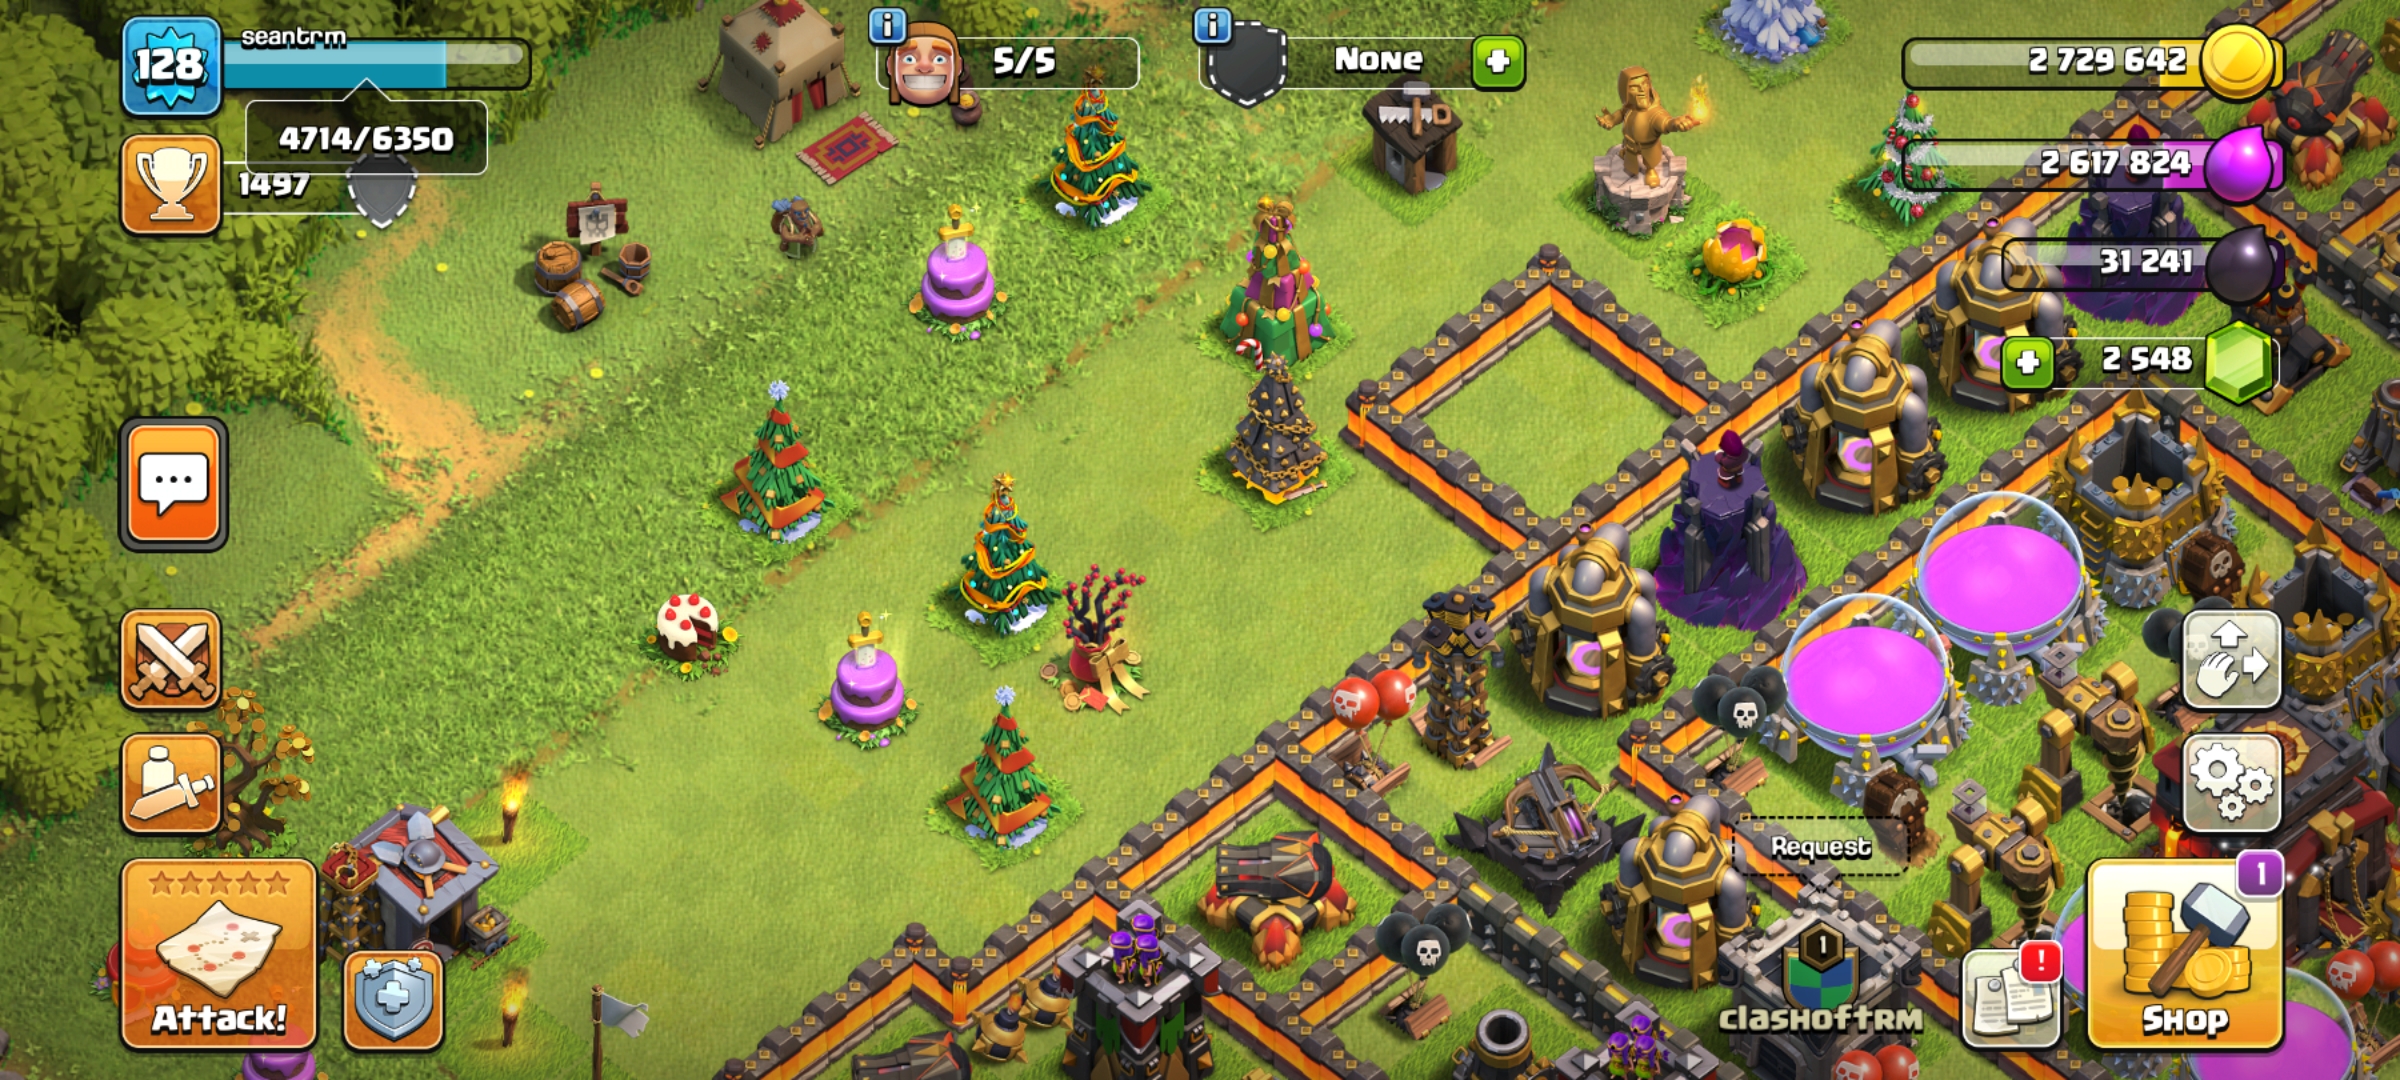 128
seantrm
5/5
None
2 729 642
4714/6350
1497
2 617 824
31 241
2 548
Request
1
1
clashoftrm
!
Attack!
Shop